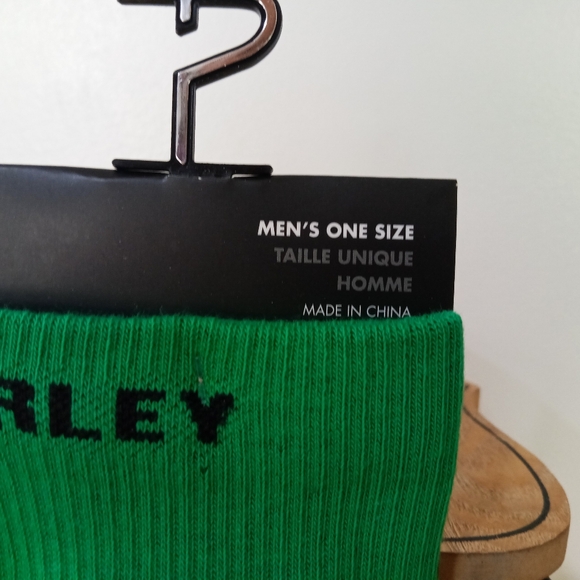 MEN'S ONE SIZE
TAILLE UNIQUE
HOMME
MADE IN CHINA
RLEY